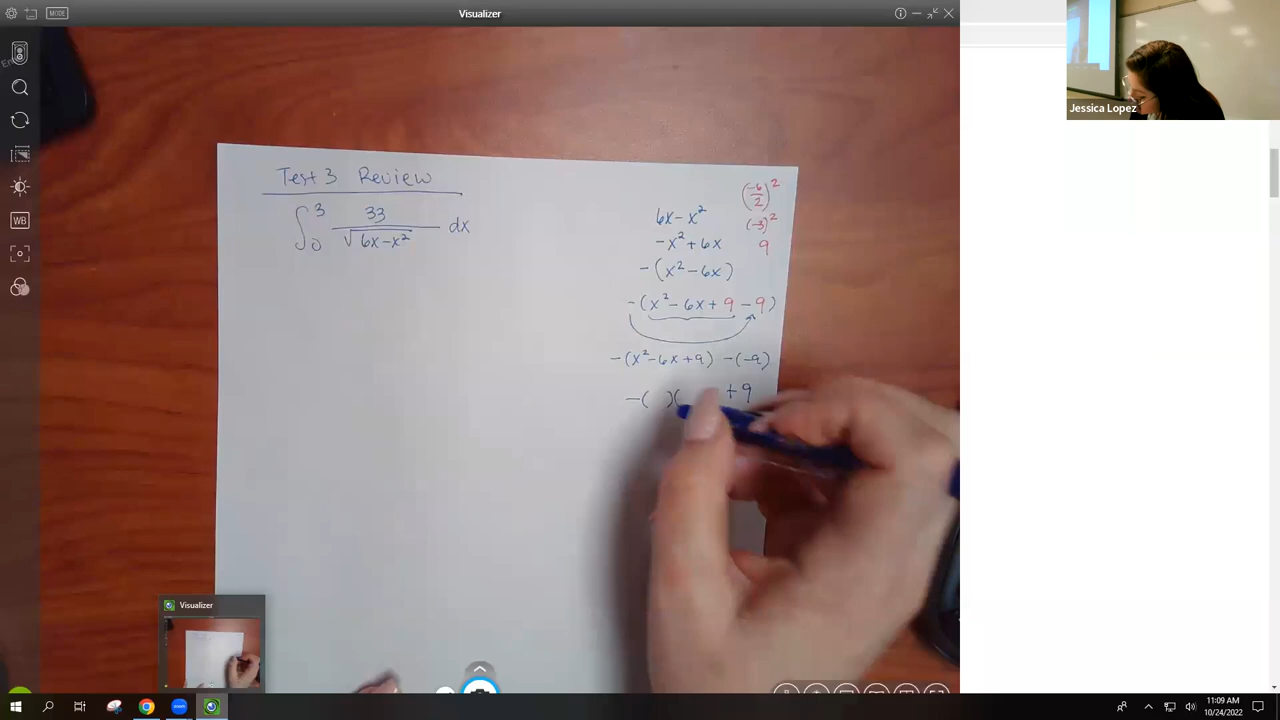 MODE
Visualizer
Jessica Lopez
WB
Test 3 Review
∫₀³ 33/√(6x-x²) dx
(-6/2)²
6x-x²
(-3)²
-x²+6x
9
-(x²-6x)
-(x²-6x+9-9)
-(x²-6x+9) -(-9)
-( )( +9
Visualizer
11:09 AM
10/24/2022